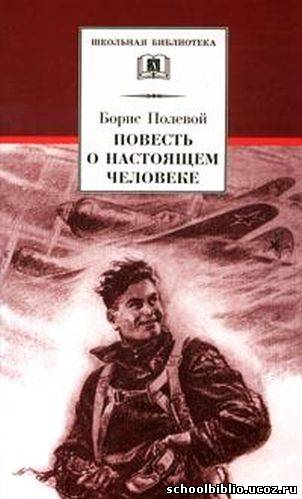 ШКОЛЬНАЯ БИБЛИОТЕКА
Борис Полевой
ПОВЕСТЬ
О НАСТОЯЩЕМ
ЧЕЛОВЕКЕ
schoolbiblio.ucoz.ru